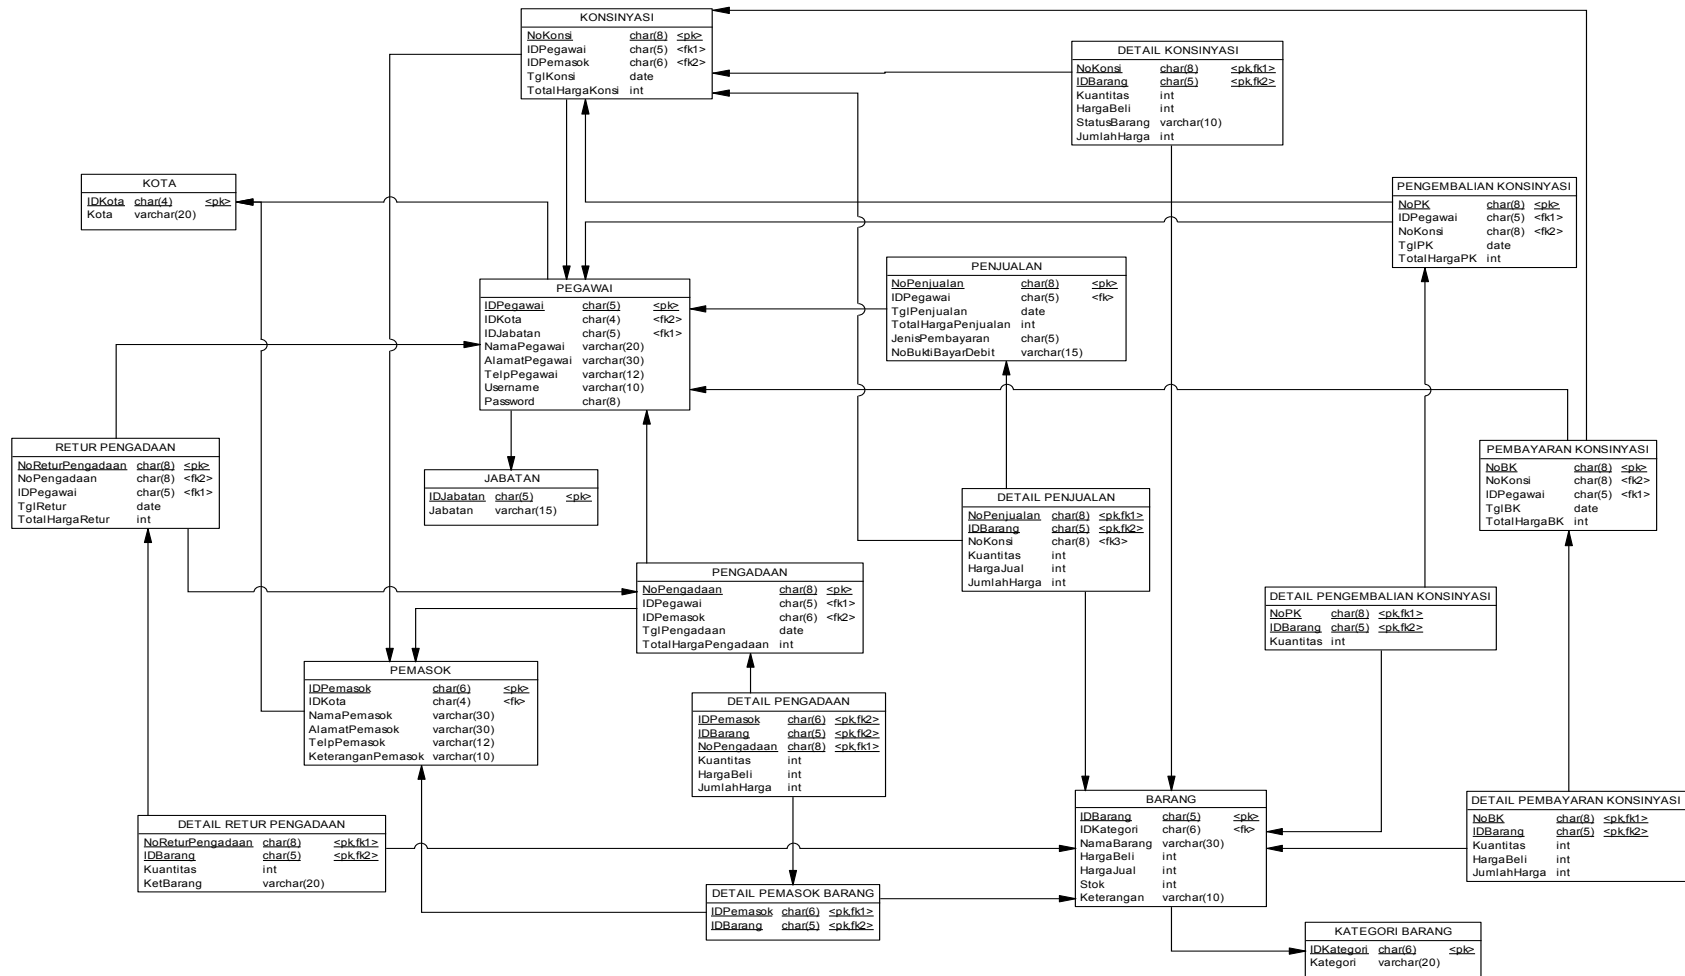 KONSINYASI
NoKonsi char(8) <pk>
IDPegawai char(5) <fk1>
IDPemasok char(6) <fk2>
TglKonsi date
TotalHargaKonsi int
DETAIL KONSINYASI
NoKonsi char(8) <pk,fk1>
IDBarang char(5) <pk,fk2>
Kuantitas int
HargaBeli int
StatusBarang varchar(10)
JumlahHarga int
KOTA
IDKota char(4) <pk>
Kota varchar(20)
PENGEMBALIAN KONSINYASI
NoPK char(8) <pk>
IDPegawai char(5) <fk1>
NoKonsi char(8) <fk2>
TglPK date
TotalHargaPK int
PENJUALAN
NoPenjualan char(8) <pk>
IDPegawai char(5) <fk>
TglPenjualan date
TotalHargaPenjualan int
JenisPembayaran char(5)
NoBuktiBayarDebit varchar(15)
PEGAWAI
IDPegawai char(5) <pk>
IDKota char(4) <fk2>
IDJabatan char(5) <fk1>
NamaPegawai varchar(20)
AlamatPegawai varchar(30)
TelpPegawai varchar(12)
Username varchar(10)
Password char(8)
RETUR PENGADAAN
NoReturPengadaan char(8) <pk>
NoPengadaan char(8) <fk2>
IDPegawai char(5) <fk1>
TglRetur date
TotalHargaRetur int
JABATAN
IDJabatan char(5) <pk>
Jabatan varchar(15)
PEMBAYARAN KONSINYASI
NoBK char(8) <pk>
NoKonsi char(8) <fk2>
IDPegawai char(5) <fk1>
TglBK date
TotalHargaBK int
DETAIL PENJUALAN
NoPenjualan char(8) <pk,fk1>
IDBarang char(5) <pk,fk2>
NoKonsi char(8) <fk3>
Kuantitas int
HargaJual int
JumlahHarga int
PENGADAAN
NoPengadaan char(8) <pk>
IDPegawai char(5) <fk1>
IDPemasok char(6) <fk2>
TglPengadaan date
TotalHargaPengadaan int
DETAIL PENGEMBALIAN KONSINYASI
NoPK char(8) <pk,fk1>
IDBarang char(5) <pk,fk2>
Kuantitas int
PEMASOK
IDPemasok char(6) <pk>
IDKota char(4) <fk>
NamaPemasok varchar(30)
AlamatPemasok varchar(30)
TelpPemasok varchar(12)
KeteranganPemasok varchar(10)
DETAIL PENGADAAN
IDPemasok char(6) <pk,fk2>
IDBarang char(5) <pk,fk2>
NoPengadaan char(8) <pk,fk1>
Kuantitas int
HargaBeli int
JumlahHarga int
BARANG
IDBarang char(5) <pk>
IDKategori char(6) <fk>
NamaBarang varchar(30)
HargaBeli int
HargaJual int
Stok int
Keterangan varchar(10)
DETAIL PEMBAYARAN KONSINYASI
NoBK char(8) <pk,fk1>
IDBarang char(5) <pk,fk2>
Kuantitas int
HargaBeli int
JumlahHarga int
DETAIL RETUR PENGADAAN
NoReturPengadaan char(8) <pk,fk1>
IDBarang char(5) <pk,fk2>
Kuantitas int
KetBarang varchar(20)
DETAIL PEMASOK BARANG
IDPemasok char(6) <pk,fk1>
IDBarang char(5) <pk,fk2>
KATEGORI BARANG
IDKategori char(6) <pk>
Kategori varchar(20)